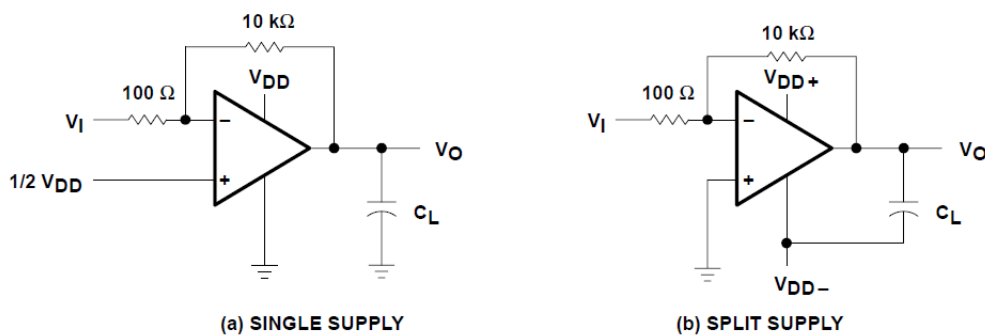 10 kΩ
VDD
100 Ω
VI
−
+
1/2 VDD
VO
CL
(a) SINGLE SUPPLY
10 kΩ
VDD+
100 Ω
VI
−
+
VO
CL
VDD−
(b) SPLIT SUPPLY